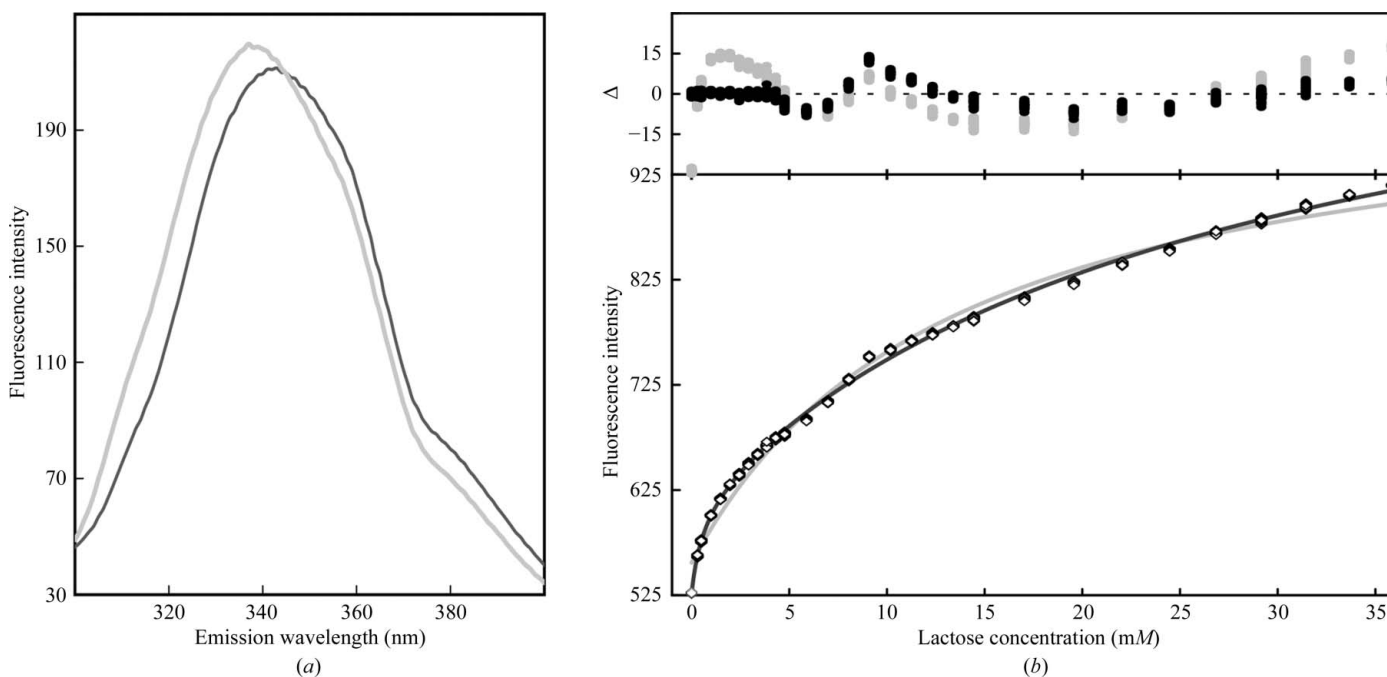 190
150
110
70
30
Fluorescence intensity
320 340 360 380
Emission wavelength (nm)
(a)
15
0
−15
Δ
925
825
725
625
525
Fluorescence intensity
0 5 10 15 20 25 30 35
Lactose concentration (mM)
(b)